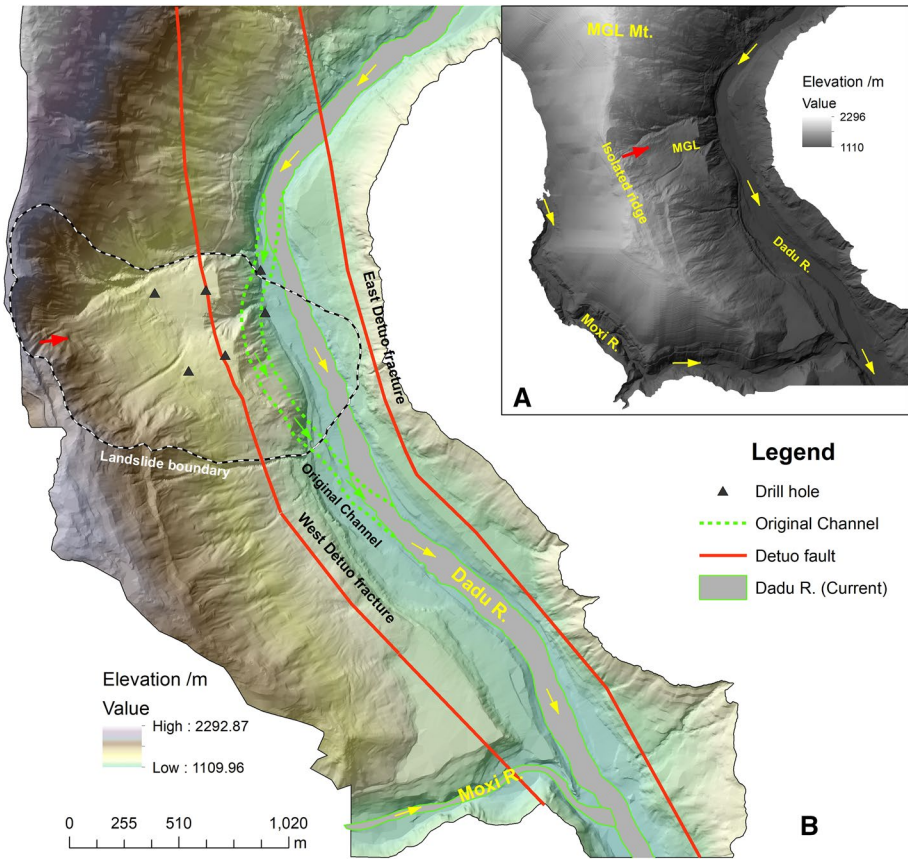 MGL Mt.
Elevation /m
Value
2296
1110
MGL
Isolated ridge
Dadu R.
Moxi R.
A
East Detuo fracture
Landslide boundary
Original Channel
West Detuo fracture
Dadu R.
Legend
Drill hole
Original Channel
Detuo fault
Dadu R. (Current)
Elevation /m
Value
High : 2292.87
Low : 1109.96
Moxi R.
0 255 510 1,020
m
B